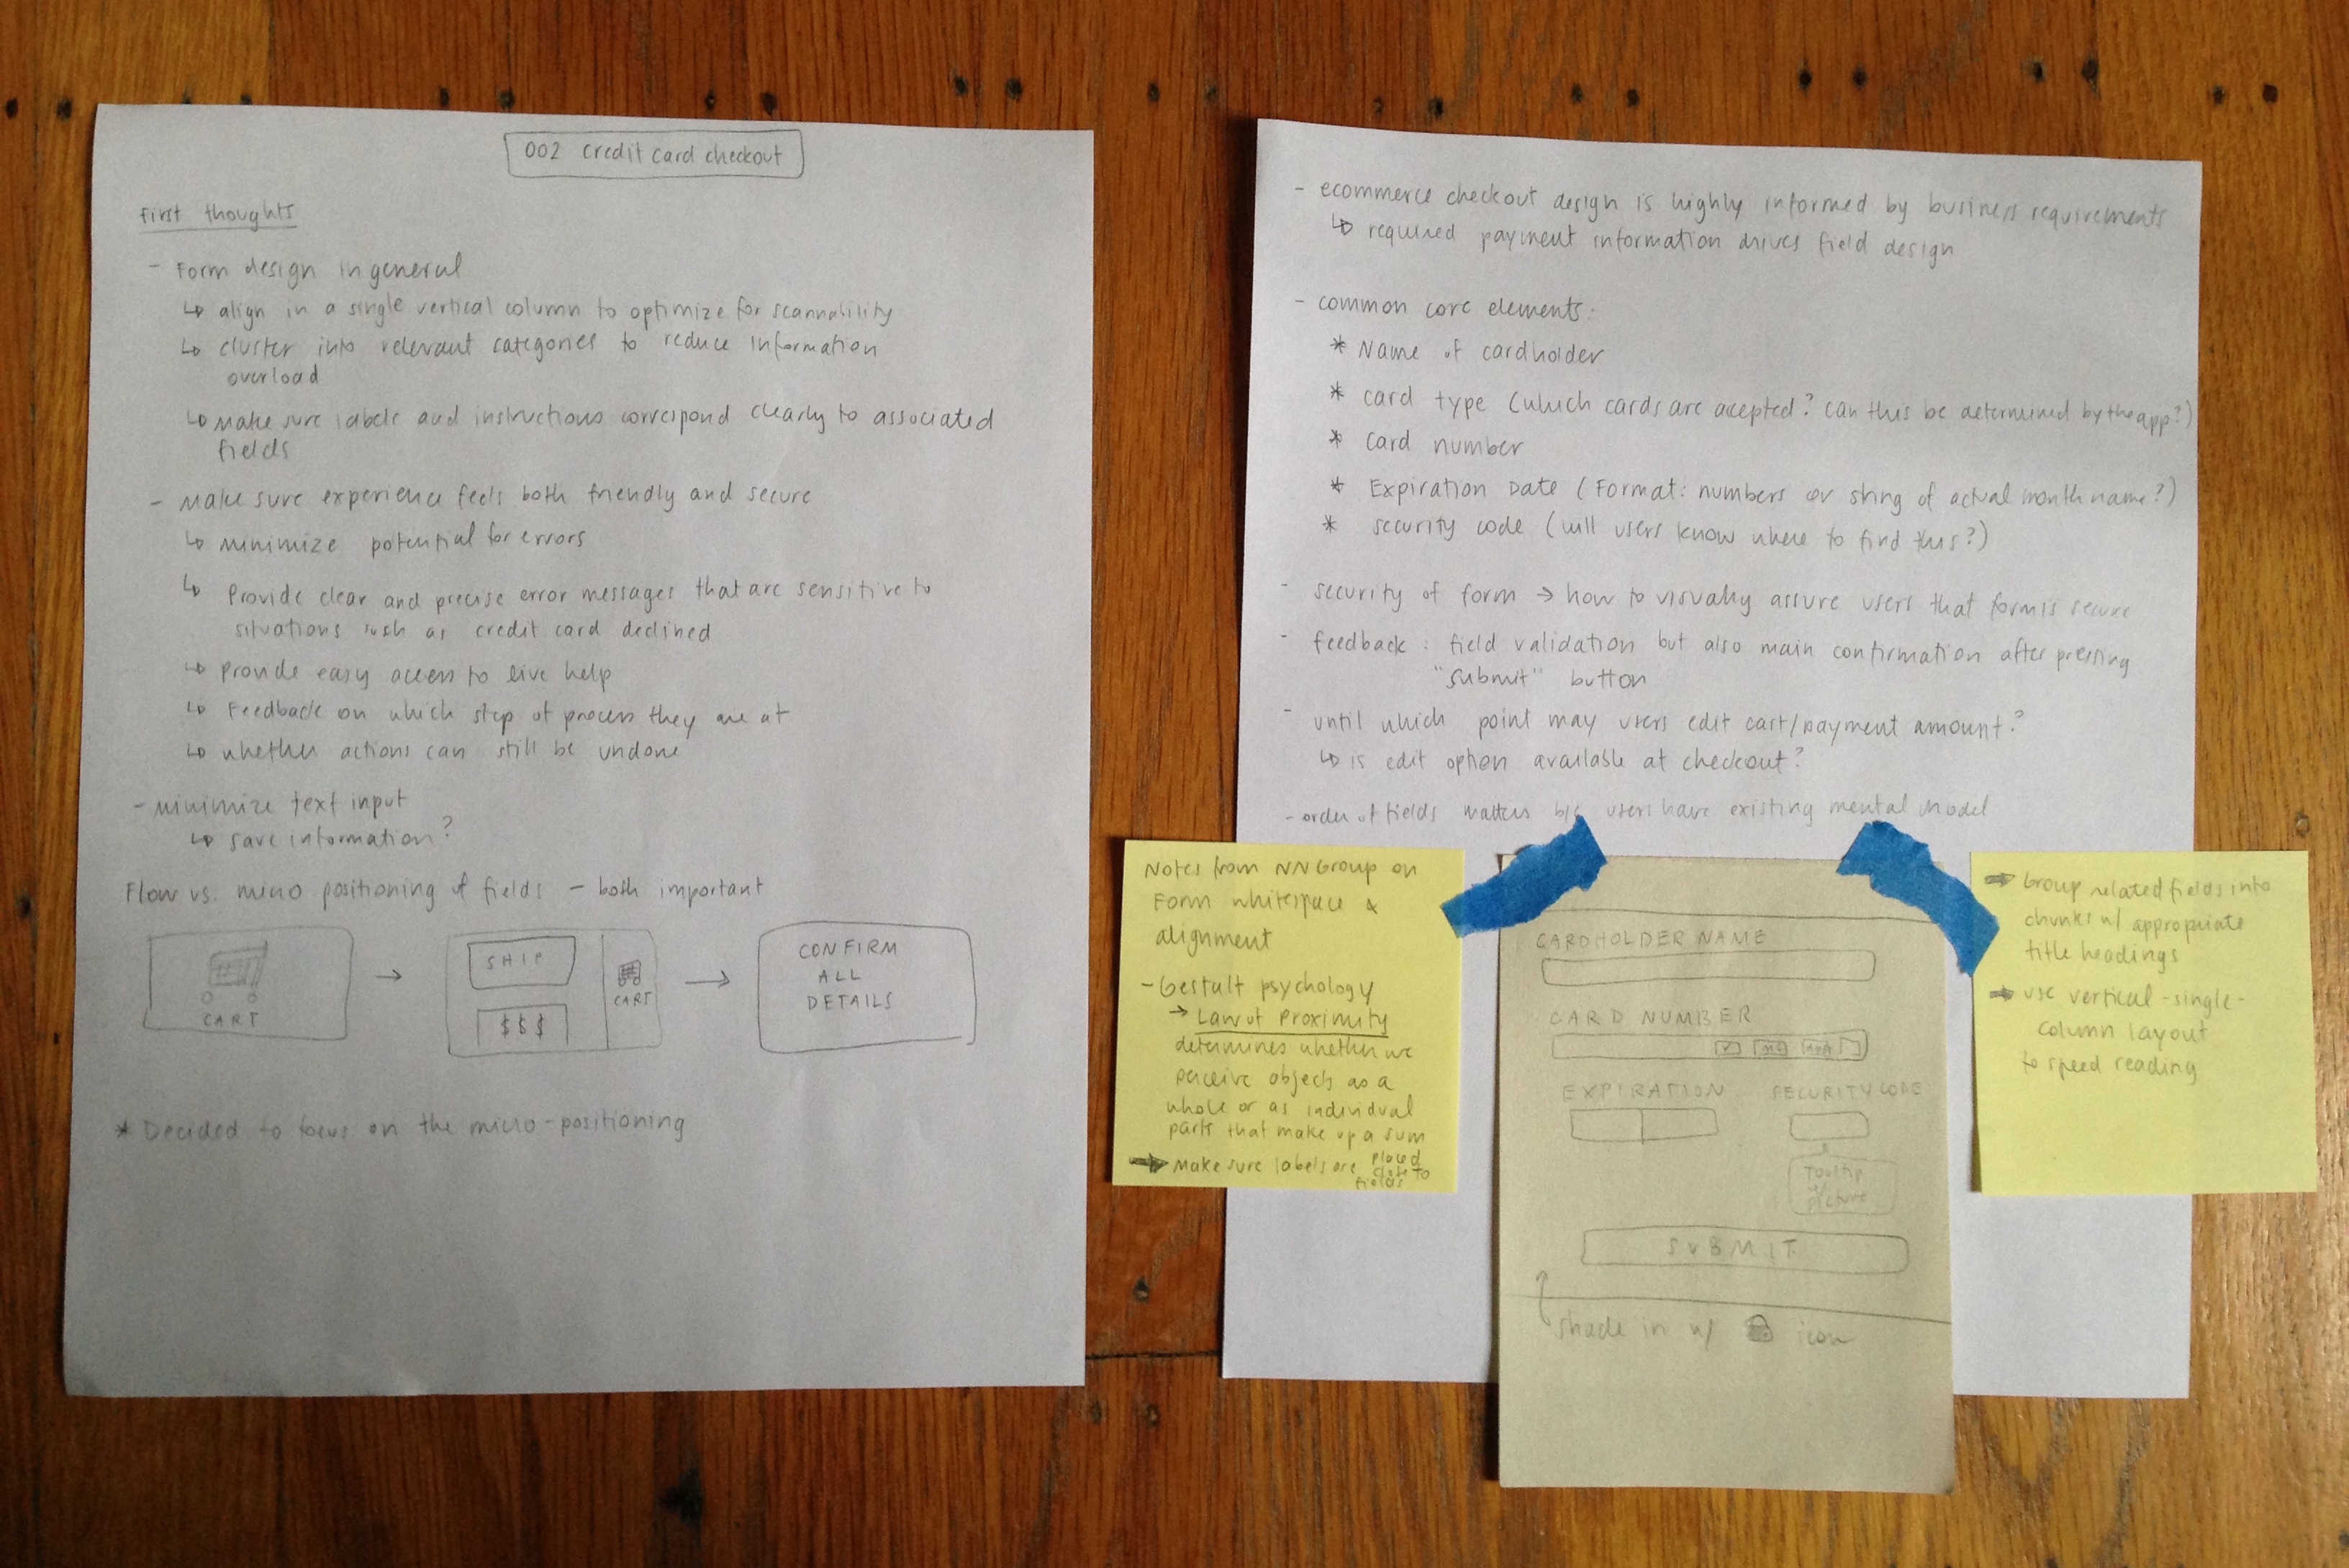 002 Credit Card Checkout
First thoughts
- Form design in general
↳ align in a single vertical column to optimize for scannability
↳ cluster into relevant categories to reduce information
overload
↳ Make sure labels and instructions correspond clearly to associated
fields
- Make sure experience feels both friendly and secure
↳ minimize potential for errors
↳ Provide clear and precise error messages that are sensitive to
situations such as credit card declined
↳ provide easy access to live help
↳ Feedback on which step of process they are at
↳ whether actions can still be undone
- minimize text input
↳ save information?
Flow vs. micro positioning of fields - both important
CART
→
SHIP
$$$
CART
→
CONFIRM
ALL
DETAILS
* Decided to focus on the micro-positioning
- ecommerce checkout design is highly informed by business requirements
↳ required payment information drives field design
- common core elements:
* Name of cardholder
* card type (which cards are acepted? can this be determined by the app?)
* card number
* Expiration Date (Format: numbers or string of actual month name?)
* security code (will users know where to find this?)
- security of form → how to visually assure users that form is secure
- feedback: field validation but also main confirmation after pressing
"submit" button
- until which point may users edit cart/payment amount?
↳ is edit option available at checkout?
- order of fields matters b/c users have existing mental model
Notes from NN Group on
Form whitespace &
alignment
- Gestalt psychology
→ Law of Proximity
determines whether we
perceive objects as a
whole or as individual
parts that make up a sum
→ Make sure labels are placed
close to
fields
CARDHOLDER NAME
CARD NUMBER
EXPIRATION SECURITY CODE
Tooltip
w/
picture
SUBMIT
shade in w/ icon
→ Group related fields into
chunks w/ appropriate
title headings
→ use vertical-single-
column layout
to speed reading